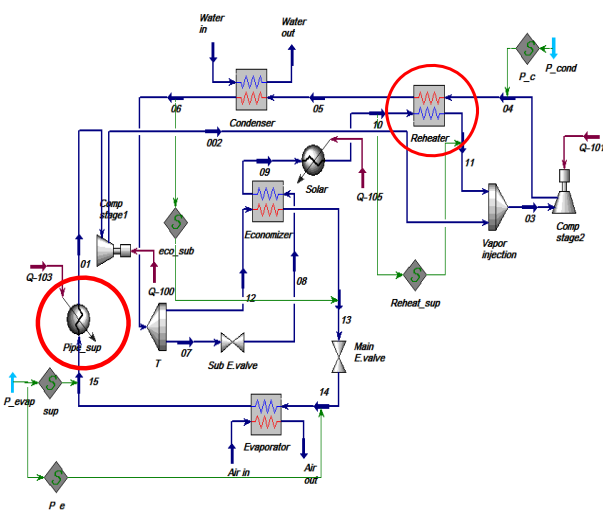 Water
in
Water
out
P_c
P_cond
06
Condenser
05
10
Reheater
04
002
09
Solar
11
Q-101
Q-105
Economizer
Comp
stage1
eco_sub
Vapor
injection
03
Comp
stage2
01
Q-103
Q-100
12
08
Reheat_sup
Pipe_sup
T
07
Sub E.valve
13
Main
E.valve
P_evap
sup
15
14
Evaporator
Air in
Air
out
P_e
S
S
S
S
S